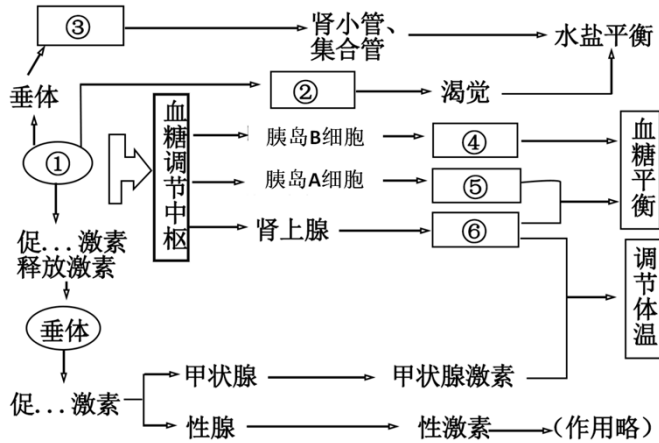 ③
肾小管、
集合管
水盐平衡
垂体
②
渴觉
①
血糖调节中枢
胰岛B细胞
④
血糖平衡
胰岛A细胞
⑤
肾上腺
⑥
促...激素
释放激素
调节体温
垂体
促...激素
甲状腺
甲状腺激素
性腺
性激素
(作用略)